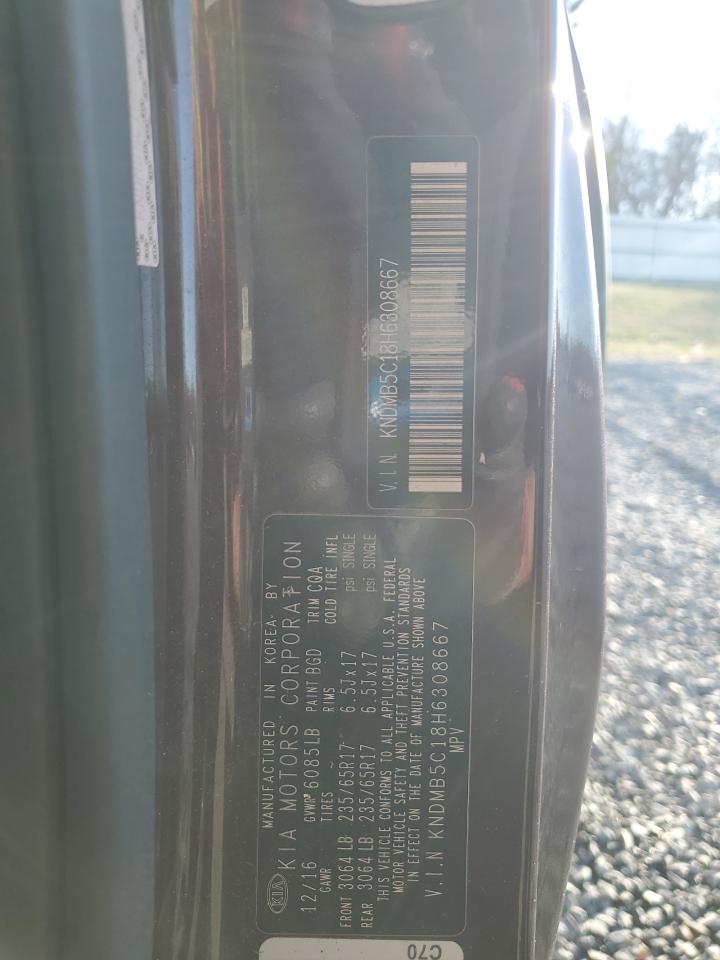 MANUFACTURED IN KOREA BY
KIA KIA MOTORS CORPORATION
12/16 GVWR 6085LB PAINT BGD TRIM CQA
GAWR TIRES RIMS COLD TIRE INFL
FRONT 3064 LB 235/65R17 6.5Jx17 psi SINGLE
REAR 3064 LB 235/65R17 6.5Jx17 psi SINGLE
THIS VEHICLE CONFORMS TO ALL APPLICABLE U.S.A. FEDERAL
MOTOR VEHICLE SAFETY AND THEFT PREVENTION STANDARDS
IN EFFECT ON THE DATE OF MANUFACTURE SHOWN ABOVE
V.I.N KNDMB5C18H6308667
MPV
V.I.N KNDMB5C18H6308667
C70